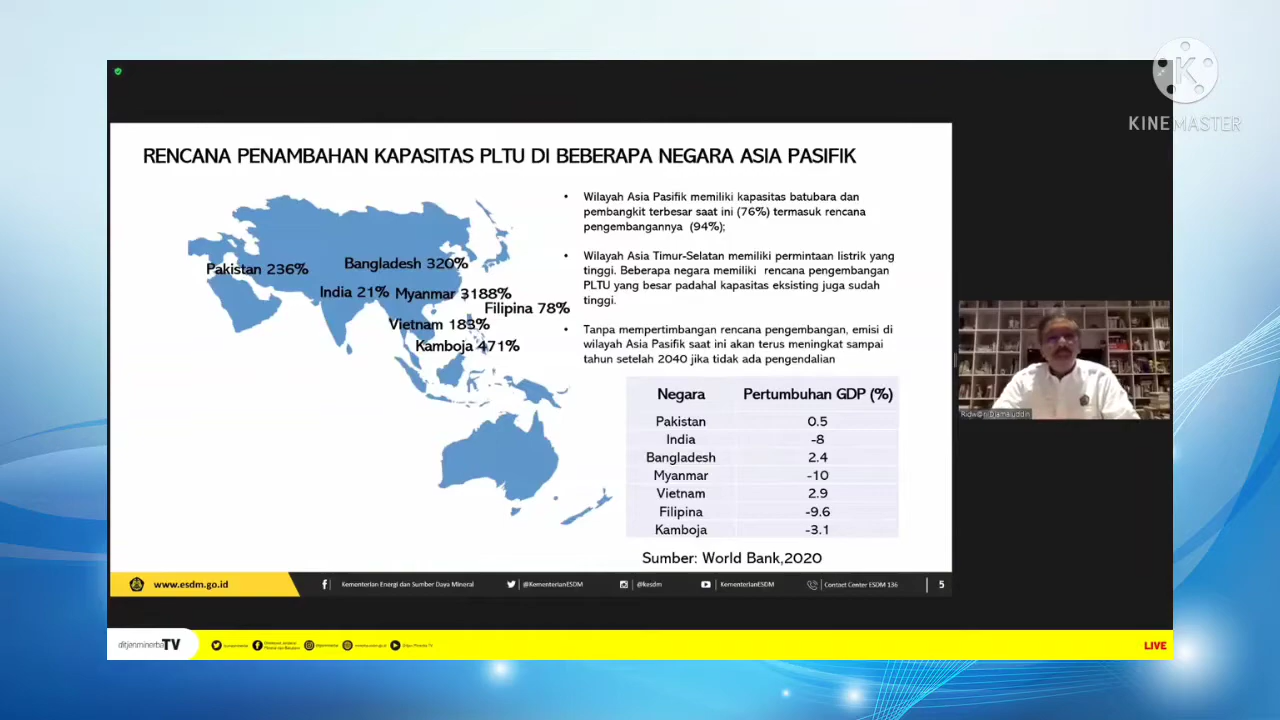 KINEMASTER
RENCANA PENAMBAHAN KAPASITAS PLTU DI BEBERAPA NEGARA ASIA PASIFIK
Pakistan 236%
Bangladesh 320%
India 21%
Myanmar 3188%
Filipina 78%
Vietnam 183%
Kamboja 471%
• Wilayah Asia Pasifik memiliki kapasitas batubara dan
pembangkit terbesar saat ini (76%) termasuk rencana
pengembangannya (94%);
• Wilayah Asia Timur-Selatan memiliki permintaan listrik yang
tinggi. Beberapa negara memiliki rencana pengembangan
PLTU yang besar padahal kapasitas eksisting juga sudah
tinggi.
• Tanpa mempertimbangan rencana pengembangan, emisi di
wilayah Asia Pasifik saat ini akan terus meningkat sampai
tahun setelah 2040 jika tidak ada pengendalian
Negara Pertumbuhan GDP (%)
Pakistan 0.5
India -8
Bangladesh 2.4
Myanmar -10
Vietnam 2.9
Filipina -9.6
Kamboja -3.1
Sumber: World Bank,2020
Ridwan Djamaluddin
www.esdm.go.id
Kementerian Energi dan Sumber Daya Mineral
@KementerianESDM
@kesdm
KementerianESDM
Contact Center ESDM 136
5
ditjenminerbaTV
LIVE